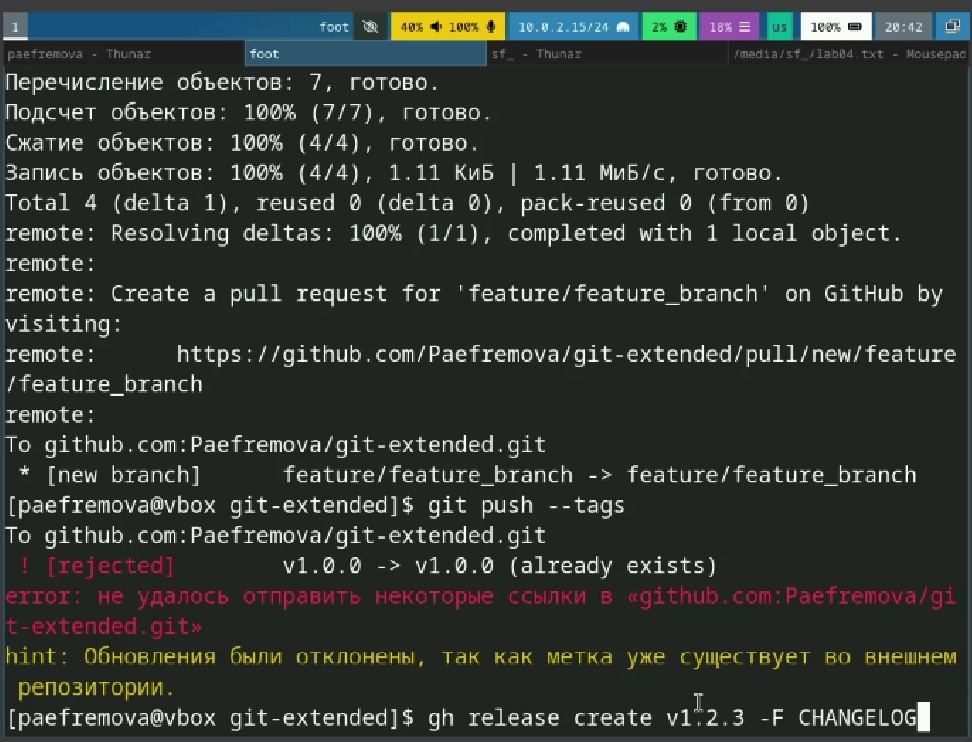 1 foot 40% 100% 10.0.2.15/24 2% 18% us 100% 20:42
paefremova - Thunar foot sf_ - Thunar /media/sf_/lab04.txt - Mousepad
Перечисление объектов: 7, готово.
Подсчет объектов: 100% (7/7), готово.
Сжатие объектов: 100% (4/4), готово.
Запись объектов: 100% (4/4), 1.11 КиБ | 1.11 МиБ/с, готово.
Total 4 (delta 1), reused 0 (delta 0), pack-reused 0 (from 0)
remote: Resolving deltas: 100% (1/1), completed with 1 local object.
remote:
remote: Create a pull request for 'feature/feature_branch' on GitHub by
visiting:
remote:      https://github.com/Paefremova/git-extended/pull/new/feature
/feature_branch
remote:
To github.com:Paefremova/git-extended.git
 * [new branch]      feature/feature_branch -> feature/feature_branch
[paefremova@vbox git-extended]$ git push --tags
To github.com:Paefremova/git-extended.git
 ! [rejected]        v1.0.0 -> v1.0.0 (already exists)
error: не удалось отправить некоторые ссылки в «github.com:Paefremova/gi
t-extended.git»
hint: Обновления были отклонены, так как метка уже существует во внешнем
 репозитории.
[paefremova@vbox git-extended]$ gh release create v1.2.3 -F CHANGELOG